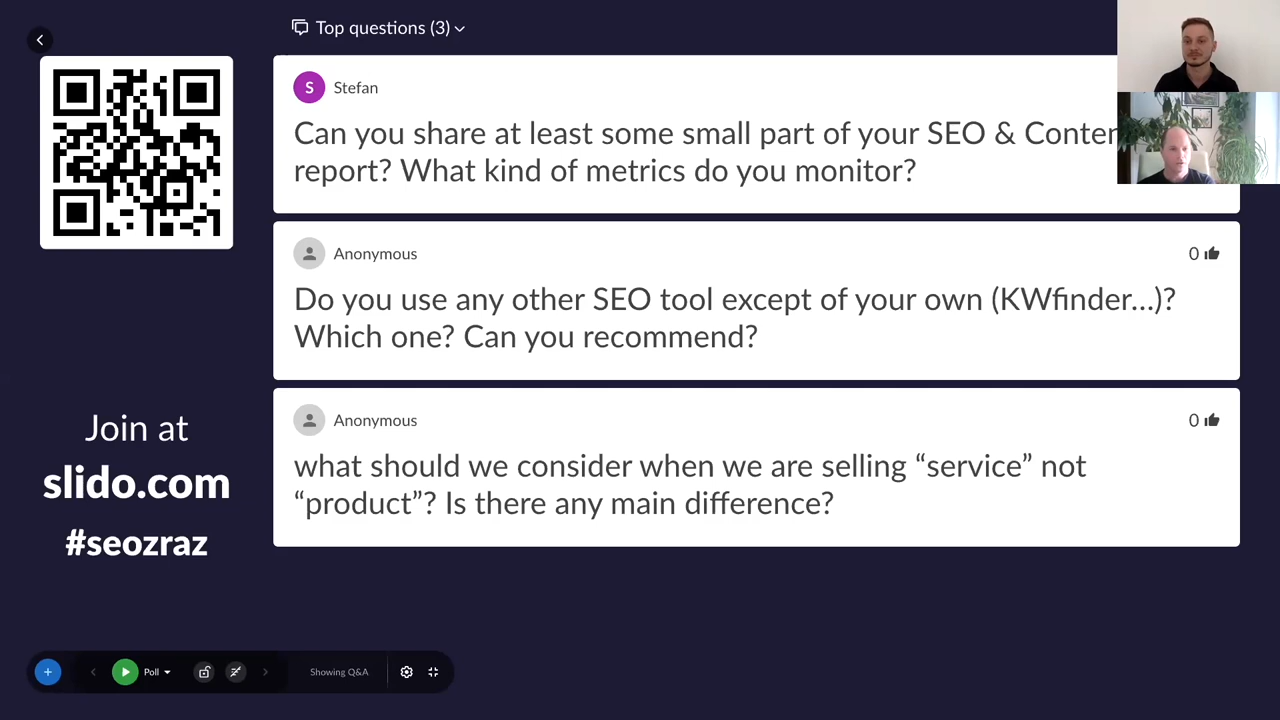 Top questions (3)
S Stefan
Can you share at least some small part of your SEO & Conten
report? What kind of metrics do you monitor?
Anonymous
0
Do you use any other SEO tool except of your own (KWfinder...)?
Which one? Can you recommend?
Anonymous
0
what should we consider when we are selling “service” not
“product”? Is there any main difference?
Join at
slido.com
#seozraz
Poll
Showing Q&A